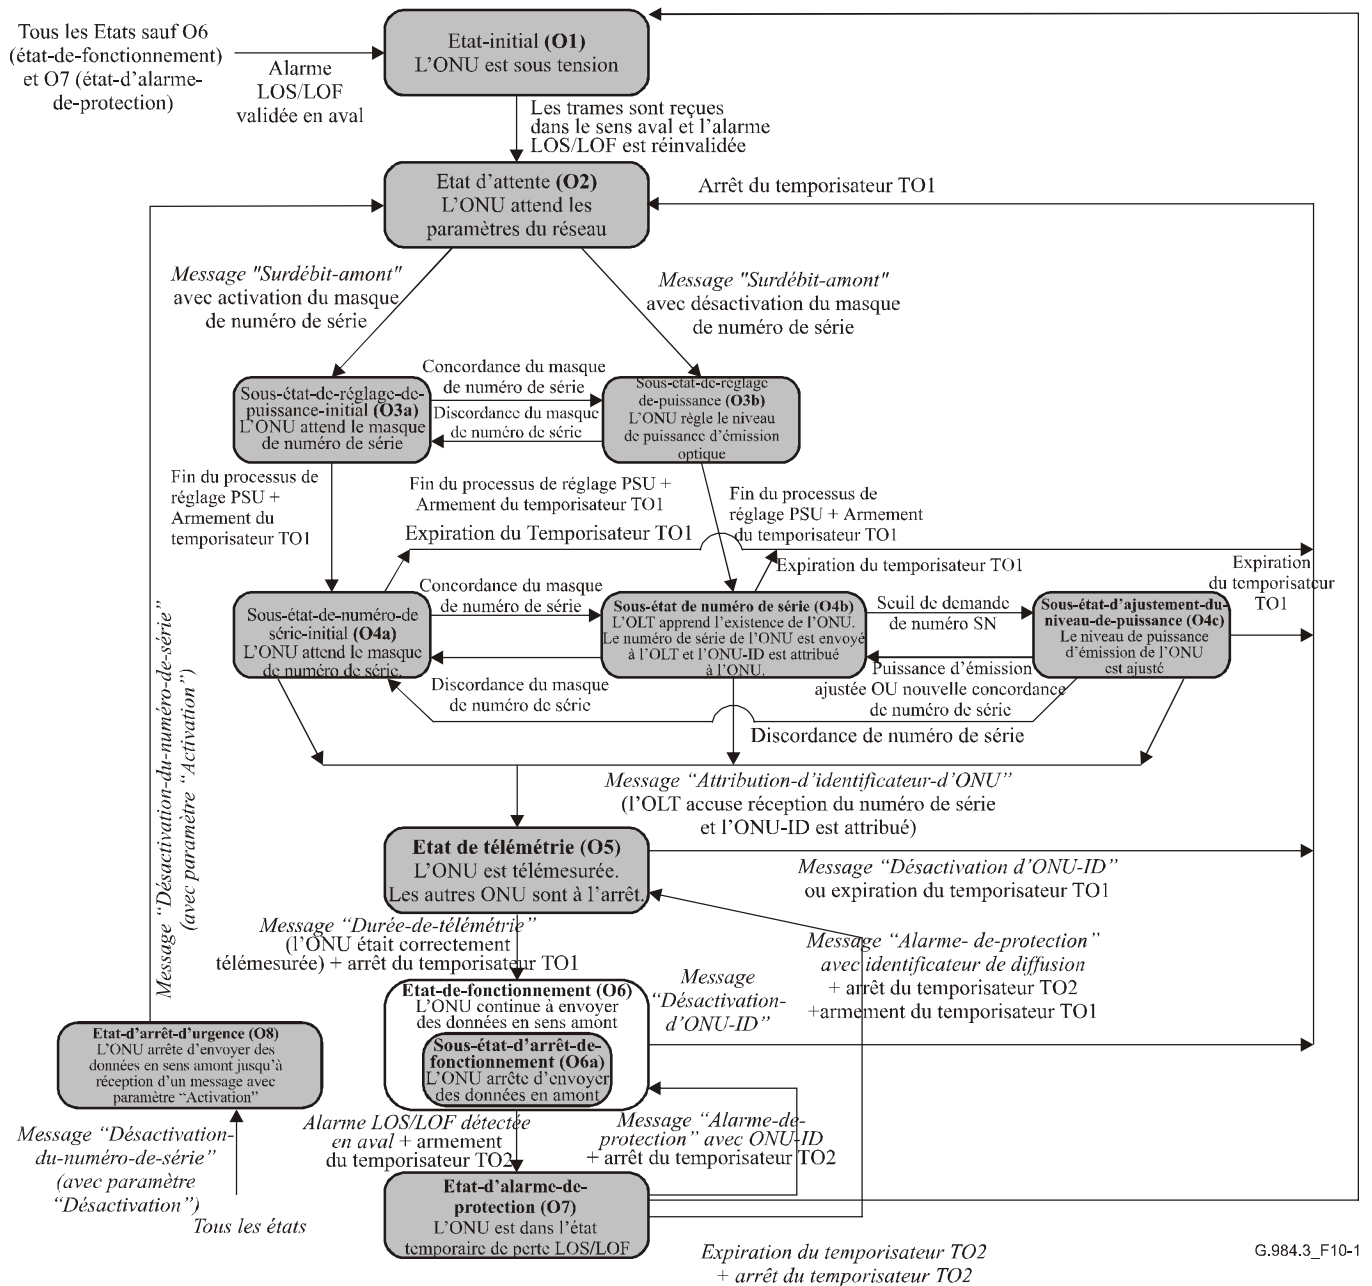 Tous les Etats sauf O6
(état-de-fonctionnement)
et O7 (état-d'alarme-
de-protection)
Alarme
LOS/LOF
validée en aval
Etat-initial (O1)
L'ONU est sous tension
Les trames sont reçues
dans le sens aval et l'alarme
LOS/LOF est réinvalidée
Etat d'attente (O2)
L'ONU attend les
paramètres du réseau
Arrêt du temporisateur TO1
Message "Surdébit-amont"
avec activation du masque
de numéro de série
Message "Surdébit-amont"
avec désactivation du masque
de numéro de série
Sous-état-de-réglage-de-
puissance-initial (O3a)
L'ONU attend le masque
de numéro de série
Concordance du masque
de numéro de série
Discordance du masque
de numéro de série
Sous-état-de-réglage
de-puissance (O3b)
L'ONU règle le niveau
de puissance d'émission
optique
Fin du processus de
réglage PSU +
Armement du
temporisateur TO1
Fin du processus de réglage PSU +
Armement du temporisateur TO1
Fin du processus de
réglage PSU + Armement
du temporisateur TO1
Expiration du Temporisateur TO1
Expiration du temporisateur TO1
Expiration
du temporisateur
TO1
Sous-état-de-numéro-de
série-initial (O4a)
L'ONU attend le masque
de numéro de série.
Concordance du masque
de numéro de série
Sous-état de numéro de série (O4b)
L'OLT apprend l'existence de l'ONU.
Le numéro de série de l'ONU est envoyé
à l'OLT et l'ONU-ID est attribué
à l'ONU.
Seuil de demande
de numéro SN
Sous-état-d'ajustement-du-
niveau-de-puissance (O4c)
Le niveau de puissance
d'émission de l'ONU
est ajusté
Discordance du masque
de numéro de série
Puissance d'émission
ajustée OU nouvelle concordance
de numéro de série
Discordance de numéro de série
Message “Attribution-d'identificateur-d'ONU”
(l'OLT accuse réception du numéro de série
et l'ONU-ID est attribué)
Message “Désactivation-du-numéro-de-série”
(avec paramètre “Activation”)
Etat de télémétrie (O5)
L'ONU est télémesurée.
Les autres ONU sont à l'arrêt.
Message “Désactivation d'ONU-ID”
ou expiration du temporisateur TO1
Message “Durée-de-télémétrie”
(l'ONU était correctement
télémesurée) + arrêt du temporisateur TO1
Message “Alarme- de-protection”
avec identificateur de diffusion
+ arrêt du temporisateur TO2
+armement du temporisateur TO1
Message
“Désactivation-
d'ONU-ID”
Etat-de-fonctionnement (O6)
L'ONU continue à envoyer
des données en sens amont
Sous-état-d'arrêt-de-
fonctionnement (O6a)
L'ONU arrête d'envoyer
des données en amont
Etat-d'arrêt-d'urgence (O8)
L'ONU arrête d'envoyer des
données en sens amont jusqu'à
réception d'un message avec
paramètre “Activation”
Message “Désactivation-
du-numéro-de-série”
(avec paramètre
“Désactivation”)
Tous les états
Alarme LOS/LOF détectée
en aval + armement
du temporisateur TO2
Message “Alarme-de-
protection” avec ONU-ID
+ arrêt du temporisateur TO2
Etat-d'alarme-de-
protection (O7)
L'ONU est dans l'état
temporaire de perte LOS/LOF
Expiration du temporisateur TO2
+ arrêt du temporisateur TO2
G.984.3_F10-1